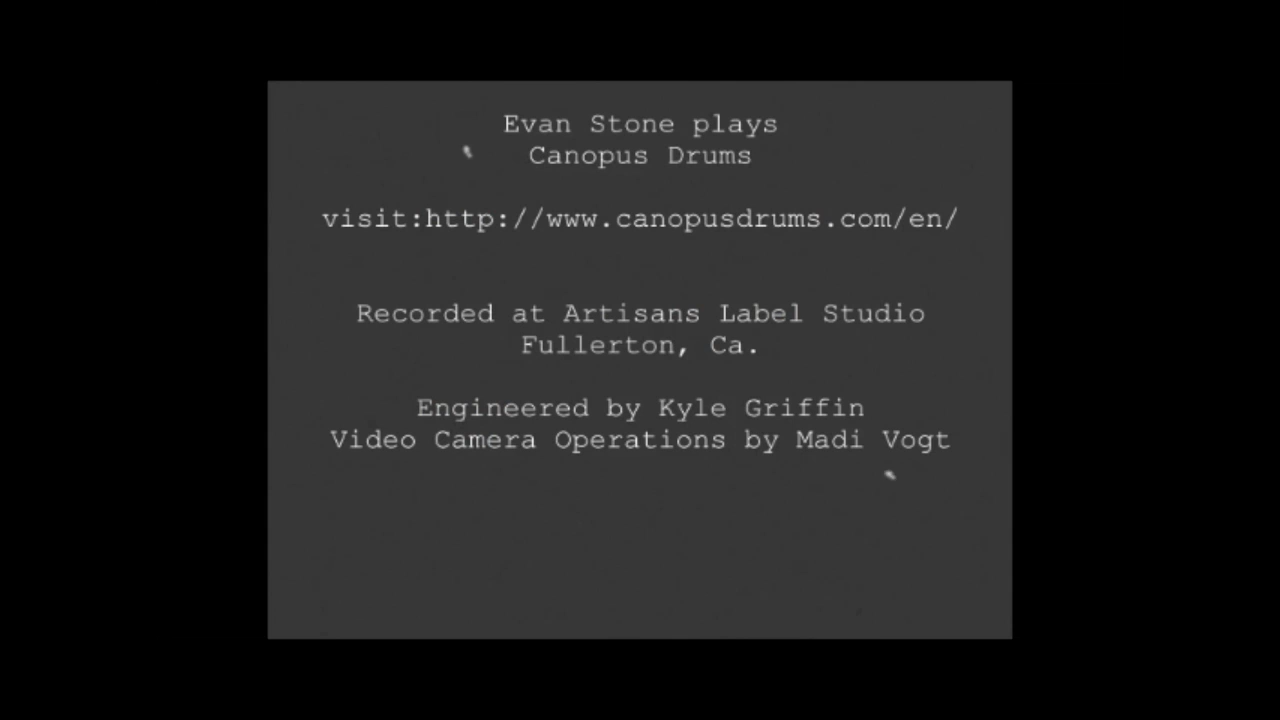 Evan Stone plays
Canopus Drums
visit:http://www.canopusdrums.com/en/
Recorded at Artisans Label Studio
Fullerton, Ca.
Engineered by Kyle Griffin
Video Camera Operations by Madi Vogt